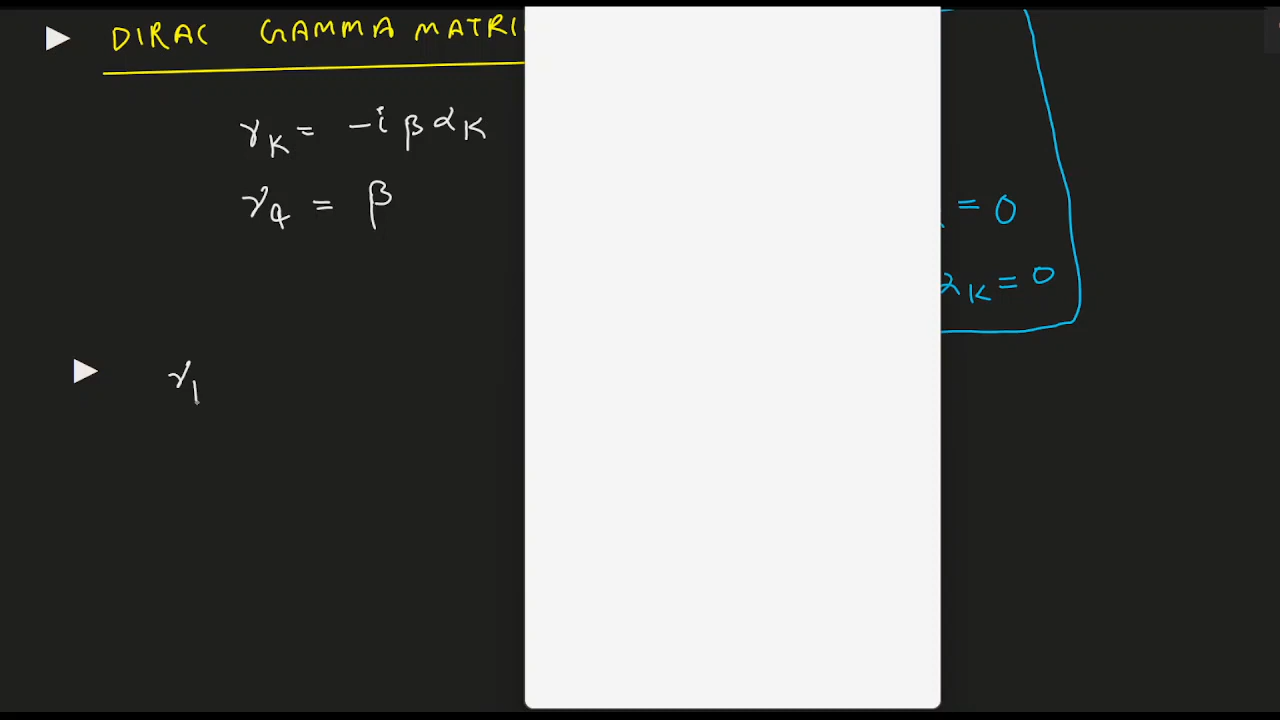 ▶ DIRAC GAMMA MATRI
γ_K = -i β α_K
γ_4 = β
= 0
α_K = 0
▶ γ_1